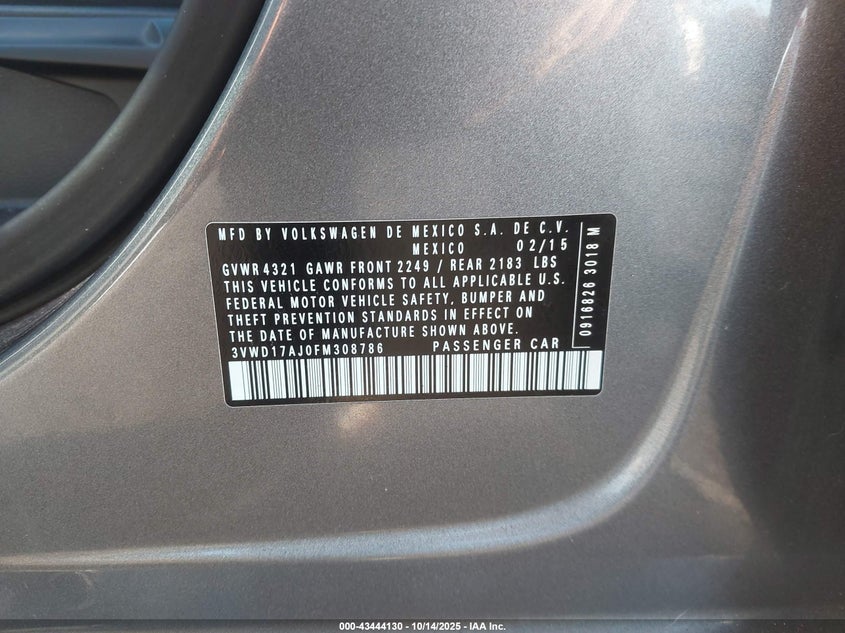 MFD BY VOLKSWAGEN DE MEXICO S.A. DE C.V.
MEXICO 02/15
GVWR 4321 GAWR FRONT 2249 / REAR 2183 LBS
THIS VEHICLE CONFORMS TO ALL APPLICABLE U.S.
FEDERAL MOTOR VEHICLE SAFETY, BUMPER AND
THEFT PREVENTION STANDARDS IN EFFECT ON
THE DATE OF MANUFACTURE SHOWN ABOVE.
3VWD17AJ0FM308786 PASSENGER CAR
0916826 3018 M
000-43444130 - 10/14/2025 - IAA Inc.